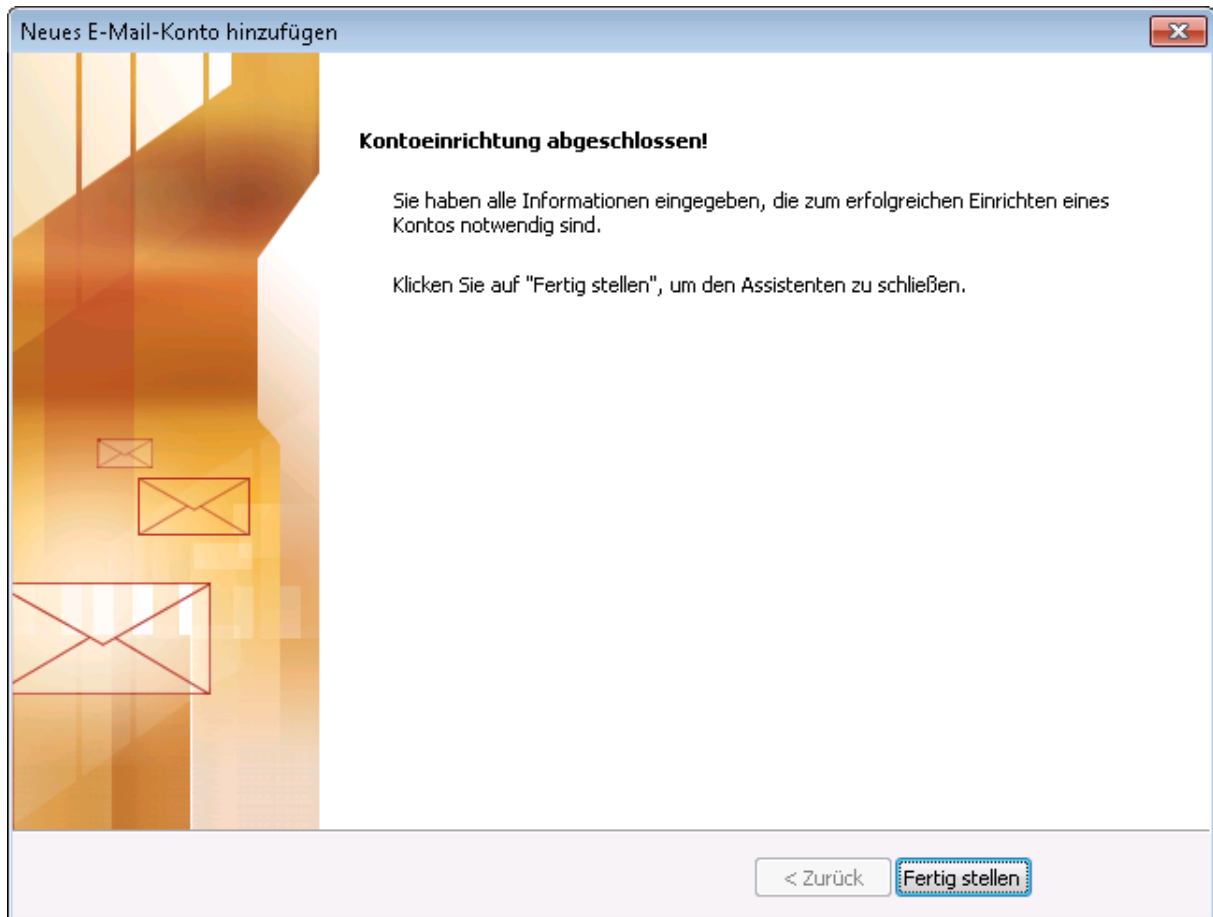 Neues E-Mail-Konto hinzufügen
Kontoeinrichtung abgeschlossen!
Sie haben alle Informationen eingegeben, die zum erfolgreichen Einrichten eines
Kontos notwendig sind.
Klicken Sie auf "Fertig stellen", um den Assistenten zu schließen.
< Zurück
Fertig stellen